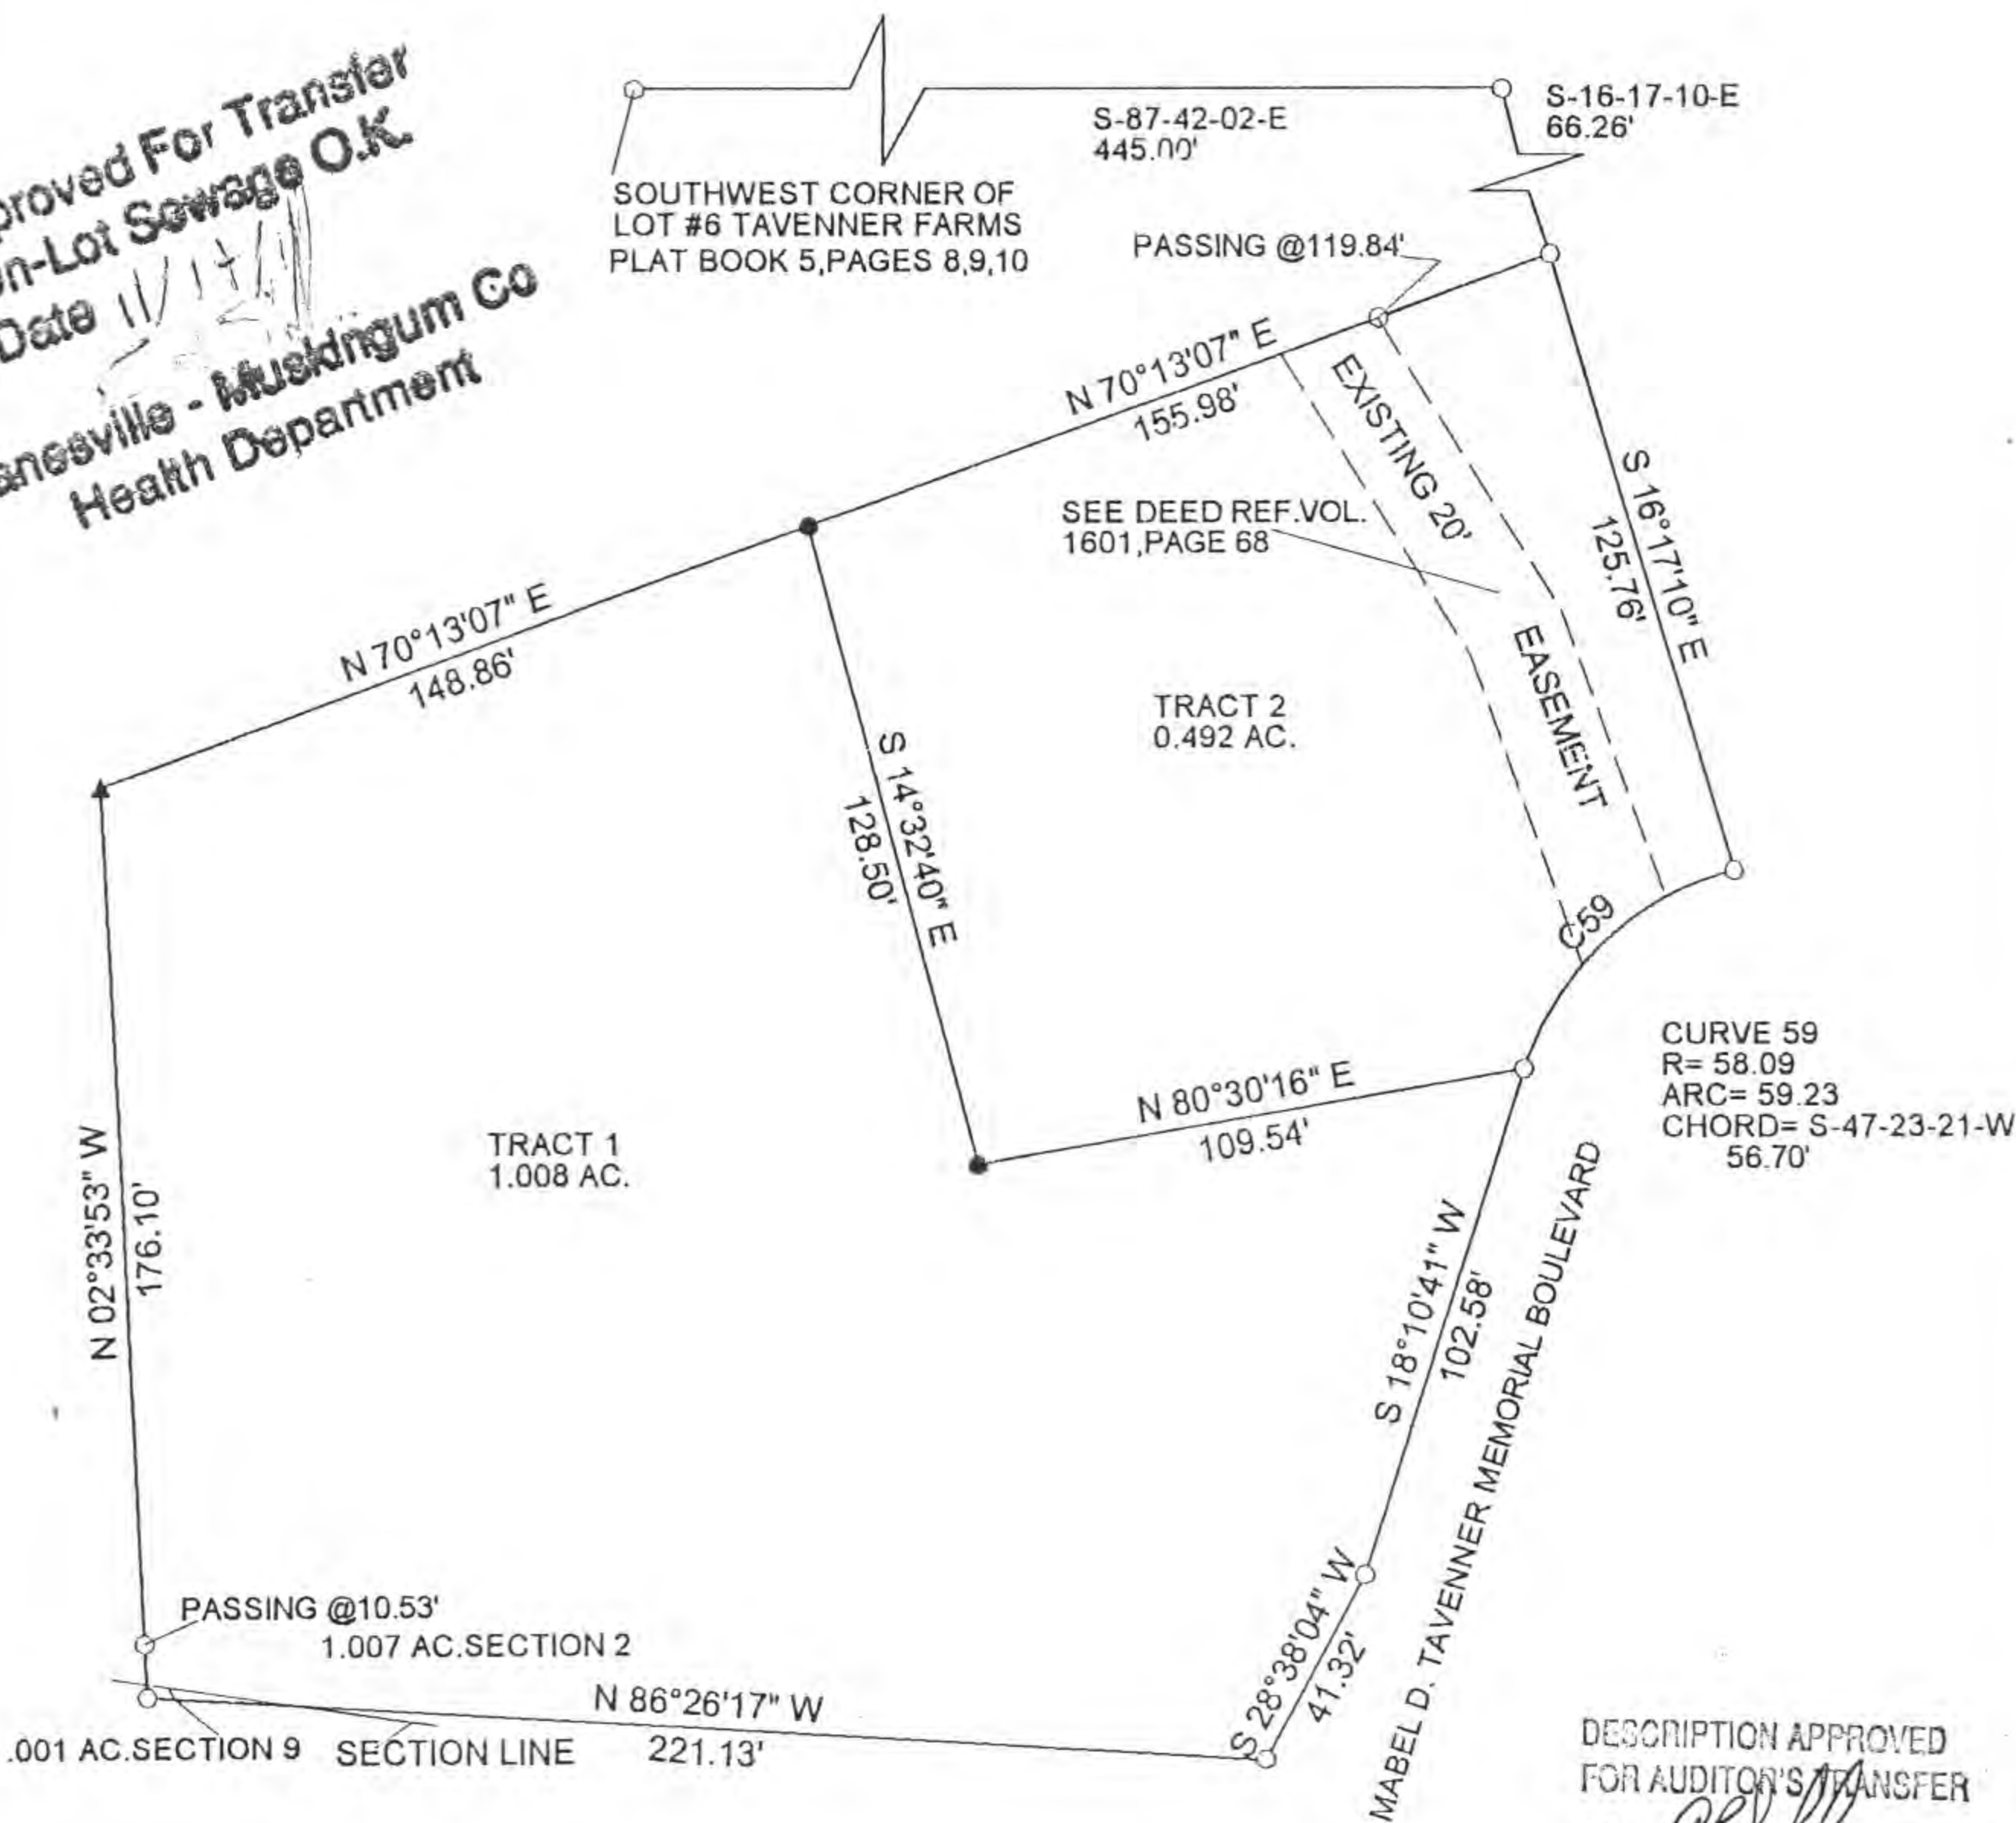 proved For Transfer
n-Lot Sewage O.K.
Date 11/
anesville - Muskingum Co
Health Department
S-87-42-02-E
445.00'
S-16-17-10-E
66.26'
SOUTHWEST CORNER OF
LOT #6 TAVENNER FARMS
PLAT BOOK 5,PAGES 8,9,10
PASSING @119.84'
N 70°13'07" E
155.98'
EXISTING 20'
EASEMENT
S 16°17'10" E
125.76'
SEE DEED REF.VOL.
1601,PAGE 68
N 70°13'07" E
148.86'
TRACT 2
0.492 AC.
S 14°32'40" E
128.50'
C59
CURVE 59
R= 58.09
ARC= 59.23
CHORD= S-47-23-21-W
56.70'
N 80°30'16" E
109.54'
TRACT 1
1.008 AC.
N 02°33'53" W
176.10'
S 18°10'41" W
102.58'
MABEL D. TAVENNER MEMORIAL BOULEVARD
S 28°38'04" W
41.32'
PASSING @10.53'
1.007 AC.SECTION 2
N 86°26'17" W
221.13'
.001 AC.SECTION 9
SECTION LINE
DESCRIPTION APPROVED
FOR AUDITOR'S TRANSFER